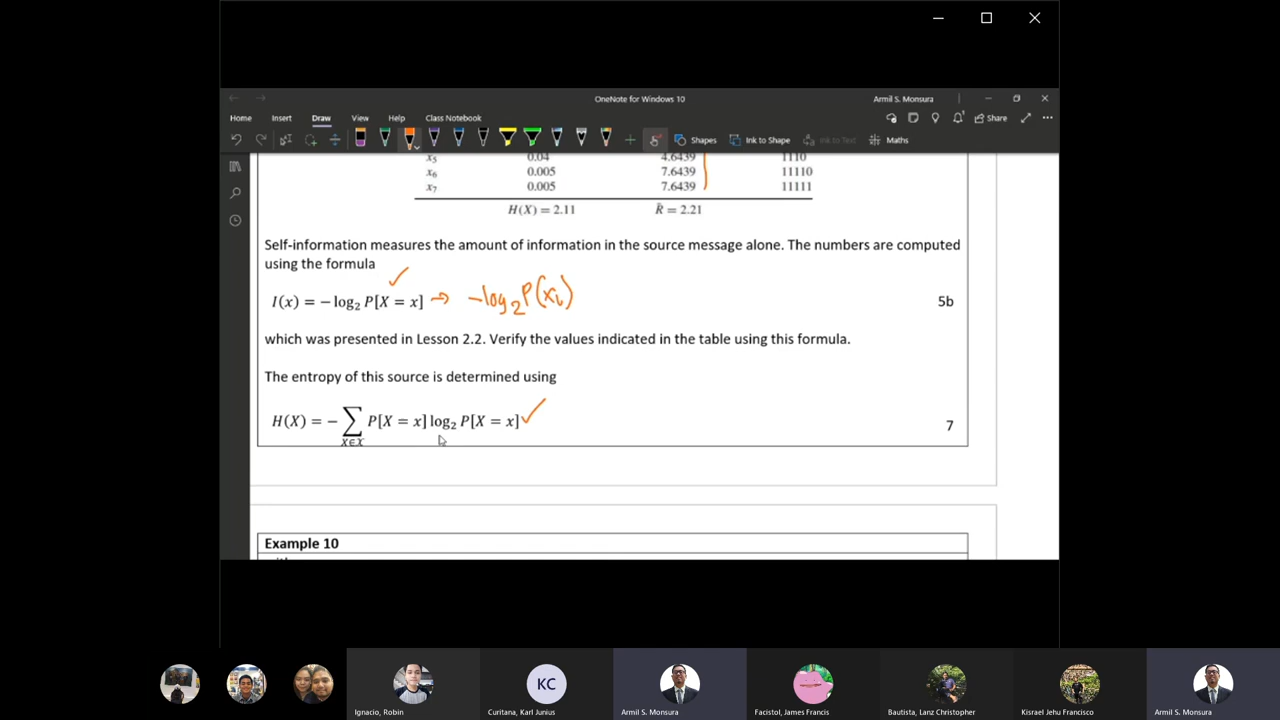 OneNote for Windows 10
Armil S. Monsura
Home Insert Draw View Help Class Notebook
Share
Shapes Ink to Shape Ink to Text Maths
x5 0.04 4.6439 1110
x6 0.005 7.6439 11110
x7 0.005 7.6439 11111
H(X) = 2.11 R̄ = 2.21
Self-information measures the amount of information in the source message alone. The numbers are computed
using the formula
I(x) = − log₂ P[X = x] → −log₂P(xᵢ) 5b
which was presented in Lesson 2.2. Verify the values indicated in the table using this formula.
The entropy of this source is determined using
H(X) = − ∑ P[X = x] log₂ P[X = x] 7
X∈X
Example 10
Ignacio, Robin
KC
Curitana, Karl Junius
Armil S. Monsura
Facistol, James Francis
Bautista, Lanz Christopher
Kisrael Jehu Francisco
Armil S. Monsura